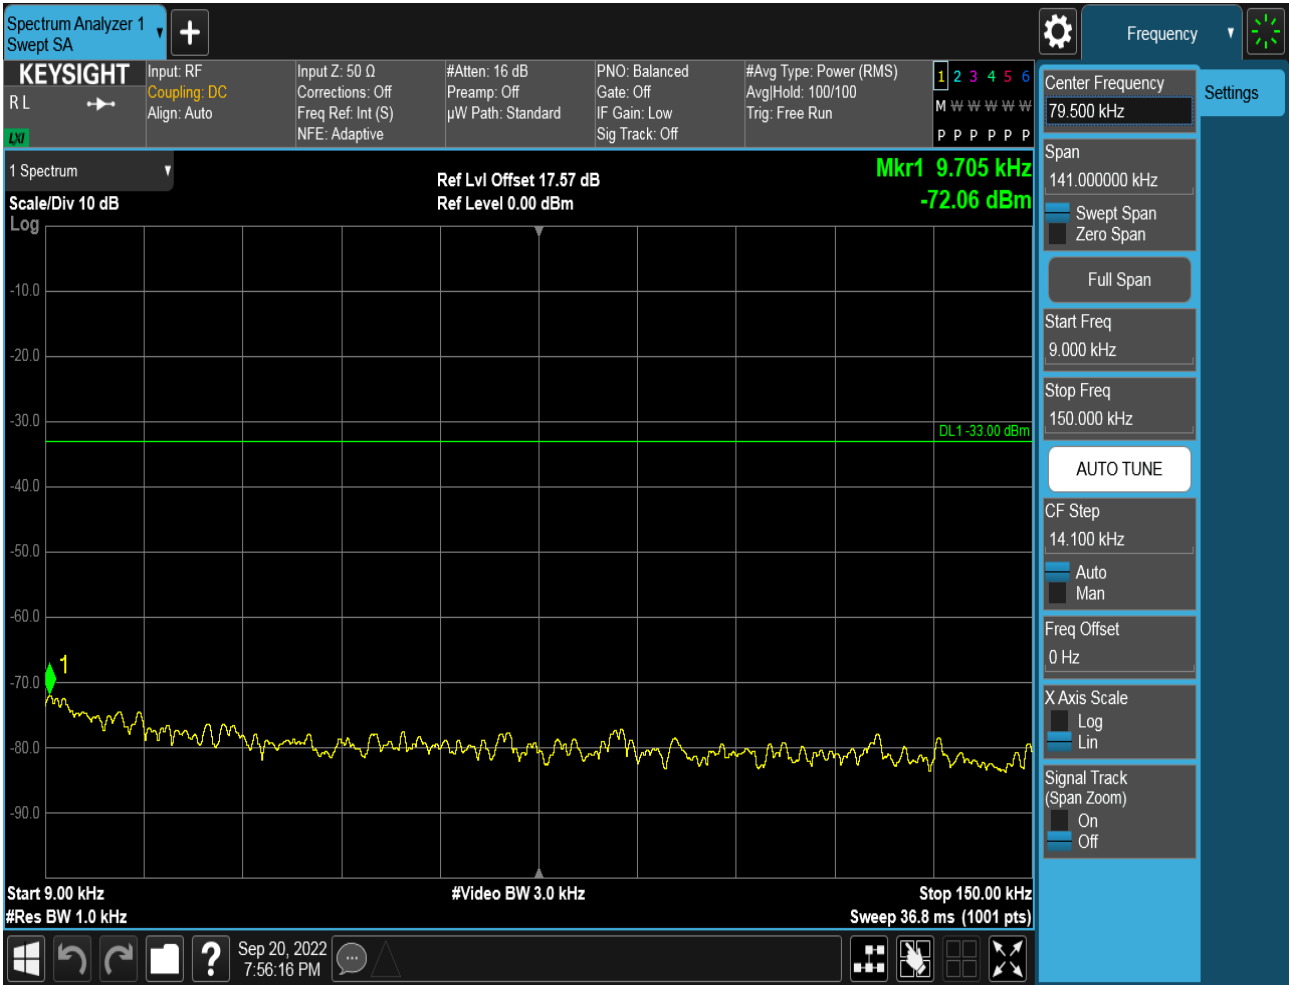 Spectrum Analyzer 1
Swept SA
Frequency
KEYSIGHT
R L
LXI
Input: RF
Coupling: DC
Align: Auto
Input Z: 50 Ω
Corrections: Off
Freq Ref: Int (S)
NFE: Adaptive
#Atten: 16 dB
Preamp: Off
µW Path: Standard
PNO: Balanced
Gate: Off
IF Gain: Low
Sig Track: Off
#Avg Type: Power (RMS)
Avg|Hold: 100/100
Trig: Free Run
1 2 3 4 5 6
M W W W W W
P P P P P P
Center Frequency
79.500 kHz
Settings
Span
141.000000 kHz
Swept Span
Zero Span
Full Span
Start Freq
9.000 kHz
Stop Freq
150.000 kHz
AUTO TUNE
CF Step
14.100 kHz
Auto
Man
Freq Offset
0 Hz
X Axis Scale
Log
Lin
Signal Track
(Span Zoom)
On
Off
1 Spectrum
Scale/Div 10 dB
Log
Ref Lvl Offset 17.57 dB
Ref Level 0.00 dBm
Mkr1 9.705 kHz
-72.06 dBm
-10.0
-20.0
-30.0
DL1 -33.00 dBm
-40.0
-50.0
-60.0
1
-70.0
-80.0
-90.0
Start 9.00 kHz
#Video BW 3.0 kHz
Stop 150.00 kHz
#Res BW 1.0 kHz
Sweep 36.8 ms (1001 pts)
?
Sep 20, 2022
7:56:16 PM